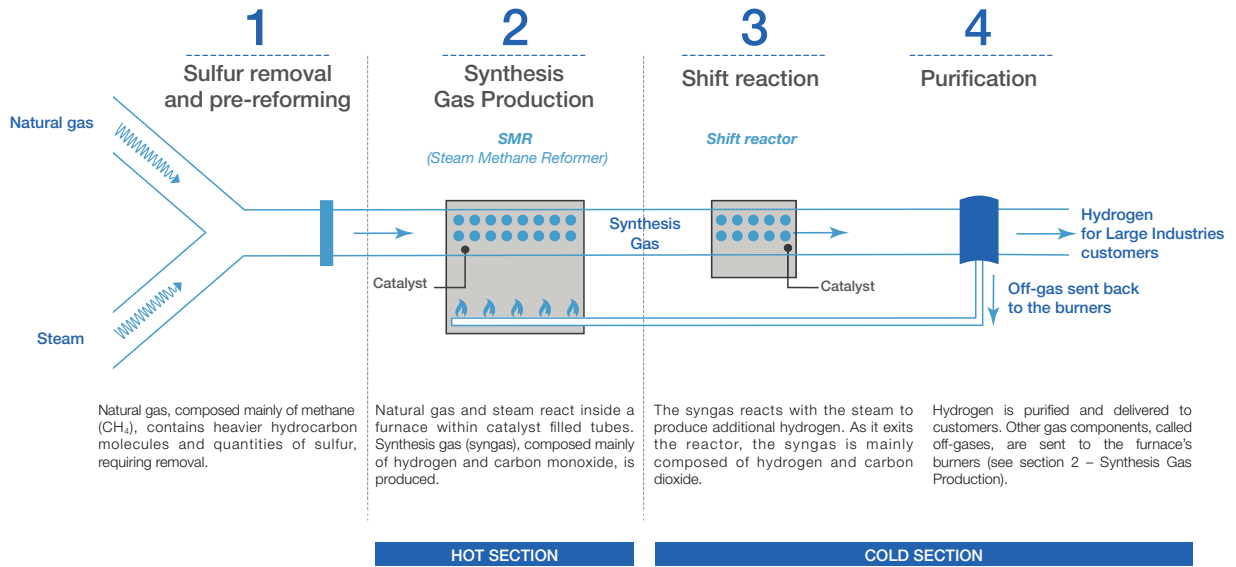 1
Sulfur removal
and pre-reforming
2
Synthesis
Gas Production
3
Shift reaction
4
Purification
Natural gas
SMR
(Steam Methane Reformer)
Shift reactor
Synthesis
Gas
Hydrogen
for Large Industries
customers
Catalyst
Catalyst
Off-gas sent back
to the burners
Steam
Natural gas, composed mainly of methane
(CH₄), contains heavier hydrocarbon
molecules and quantities of sulfur,
requiring removal.
Natural gas and steam react inside a
furnace within catalyst filled tubes.
Synthesis gas (syngas), composed mainly
of hydrogen and carbon monoxide, is
produced.
The syngas reacts with the steam to
produce additional hydrogen. As it exits
the reactor, the syngas is mainly
composed of hydrogen and carbon
dioxide.
Hydrogen is purified and delivered to
customers. Other gas components, called
off-gases, are sent to the furnace's
burners (see section 2 – Synthesis Gas
Production).
HOT SECTION
COLD SECTION